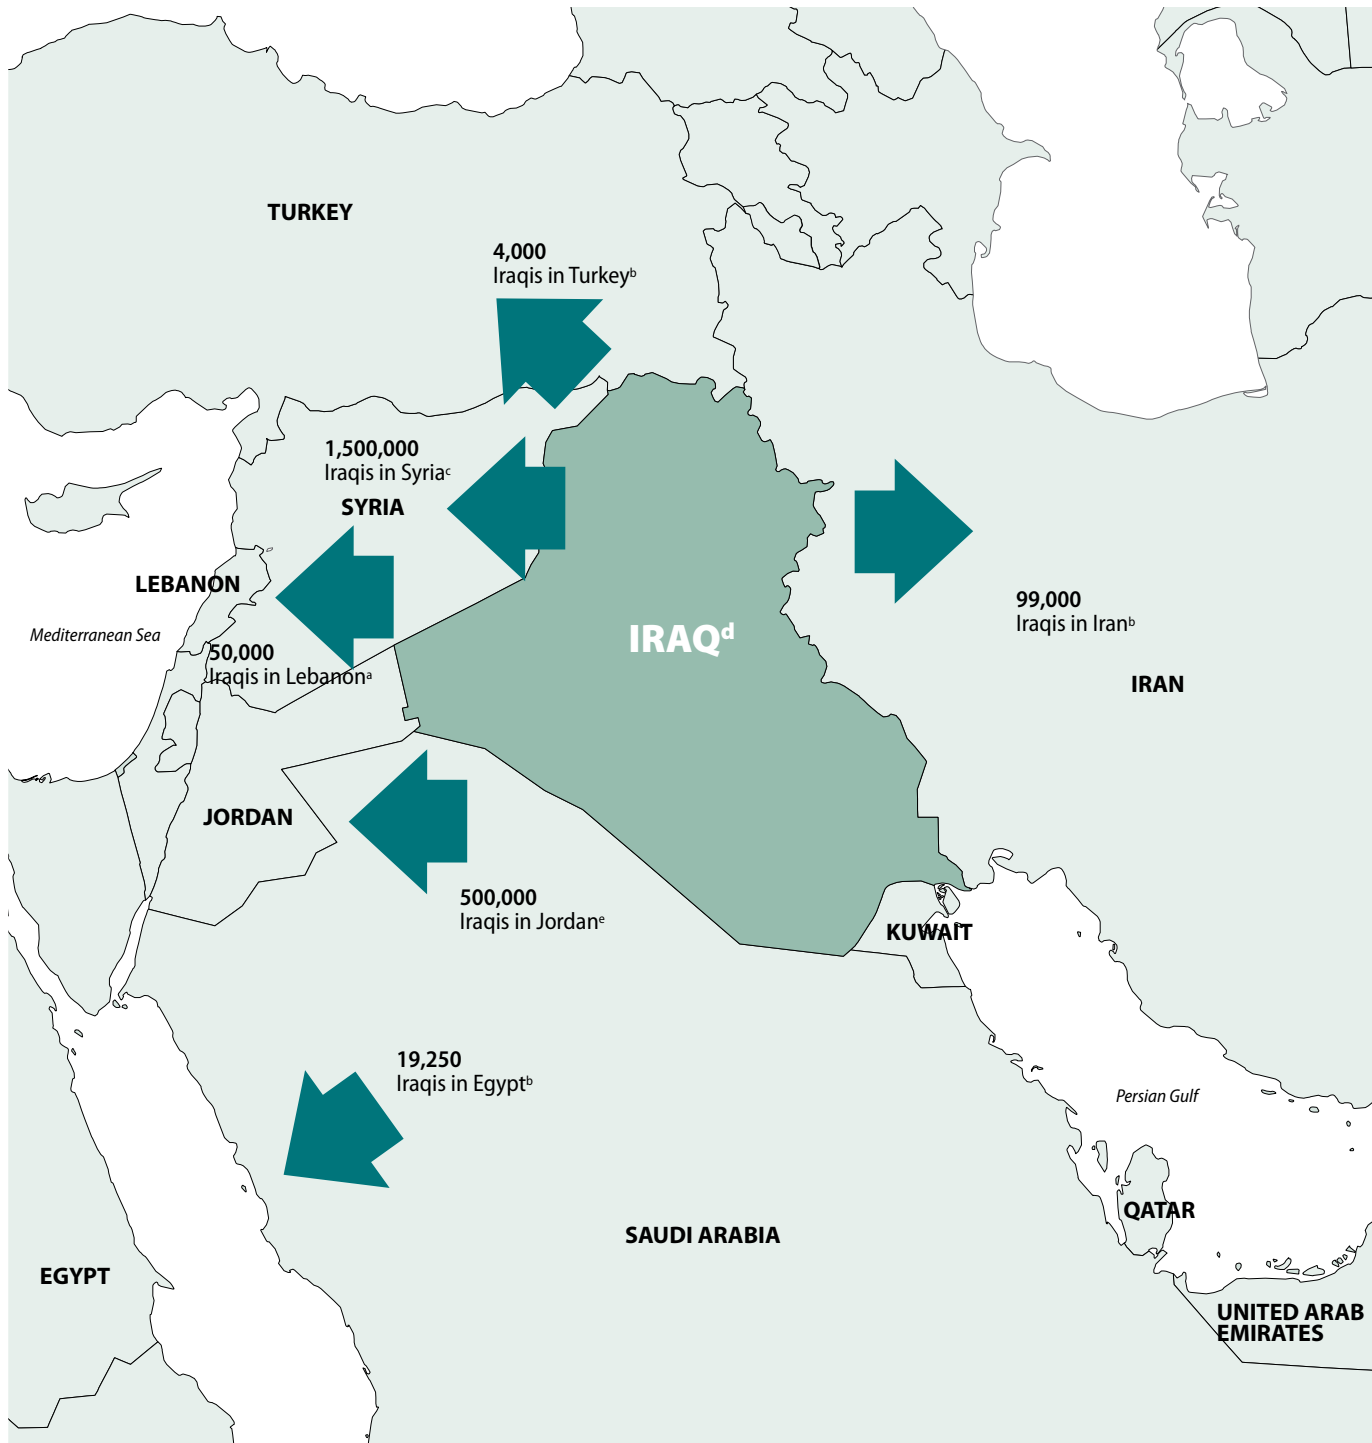 TURKEY
4,000
Iraqis in Turkeyᵇ
1,500,000
Iraqis in Syriaᶜ
SYRIA
LEBANON
Mediterranean Sea
50,000
Iraqis in Lebanonᵃ
IRAQᵈ
99,000
Iraqis in Iranᵇ
IRAN
JORDAN
500,000
Iraqis in Jordanᵉ
KUWAIT
19,250
Iraqis in Egyptᵇ
Persian Gulf
QATAR
SAUDI ARABIA
EGYPT
UNITED ARAB
EMIRATES